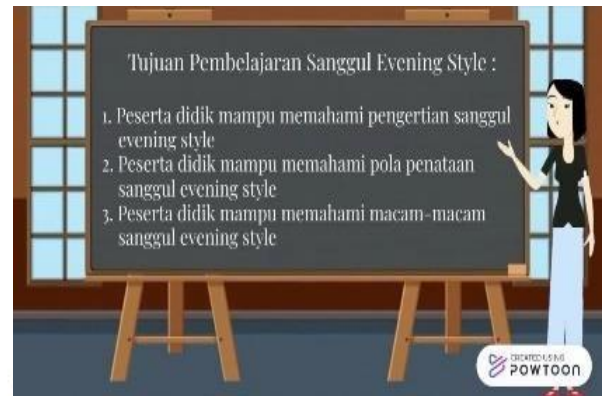 Tujuan Pembelajaran Sanggul Evening Style :
1. Peserta didik mampu memahami pengertian sanggul
evening style
2. Peserta didik mampu memahami pola penataan
sanggul evening style
3. Peserta didik mampu memahami macam-macam
sanggul evening style
CREATED USING
POWTOON